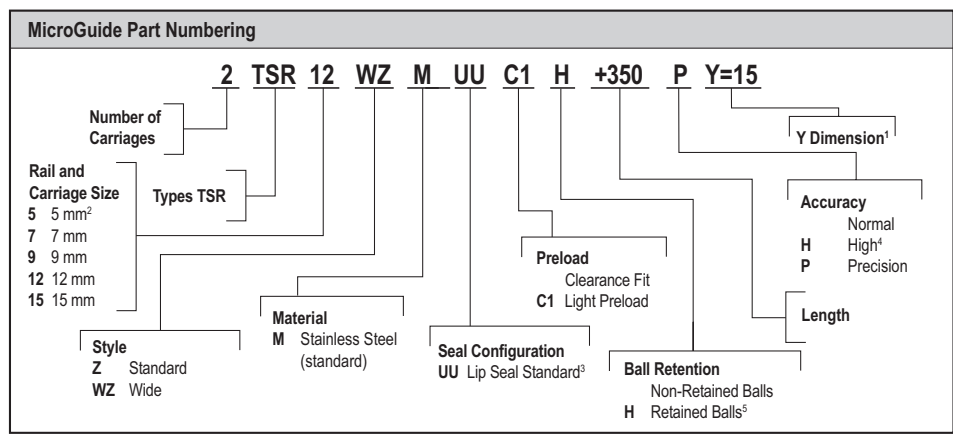 MicroGuide Part Numbering
2 TSR 12 WZ M UU C1 H +350 P Y=15
Number of
Carriages
Y Dimension¹
Rail and
Carriage Size
5 5 mm²
7 7 mm
9 9 mm
12 12 mm
15 15 mm
Types TSR
Accuracy
Normal
H High⁴
P Precision
Preload
Clearance Fit
C1 Light Preload
Length
Material
M Stainless Steel
(standard)
Style
Z Standard
WZ Wide
Seal Configuration
UU Lip Seal Standard³
Ball Retention
Non-Retained Balls
H Retained Balls⁵